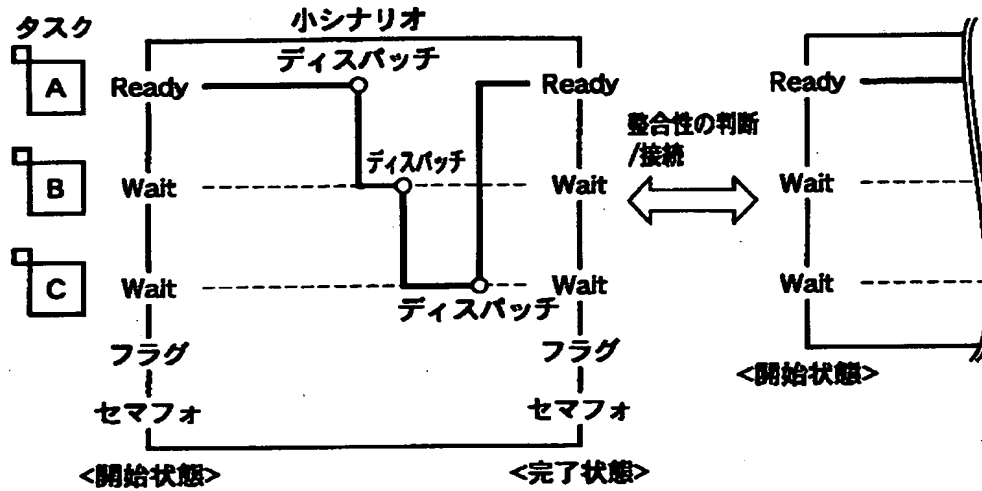 タスク
小シナリオ
ディスパッチ
A Ready Ready Ready
整合性の判断
/接続
ディスパッチ
B Wait Wait Wait
C Wait Wait Wait
ディスパッチ
フラグ フラグ
セマフォ セマフォ
<開始状態>
<開始状態> <完了状態>